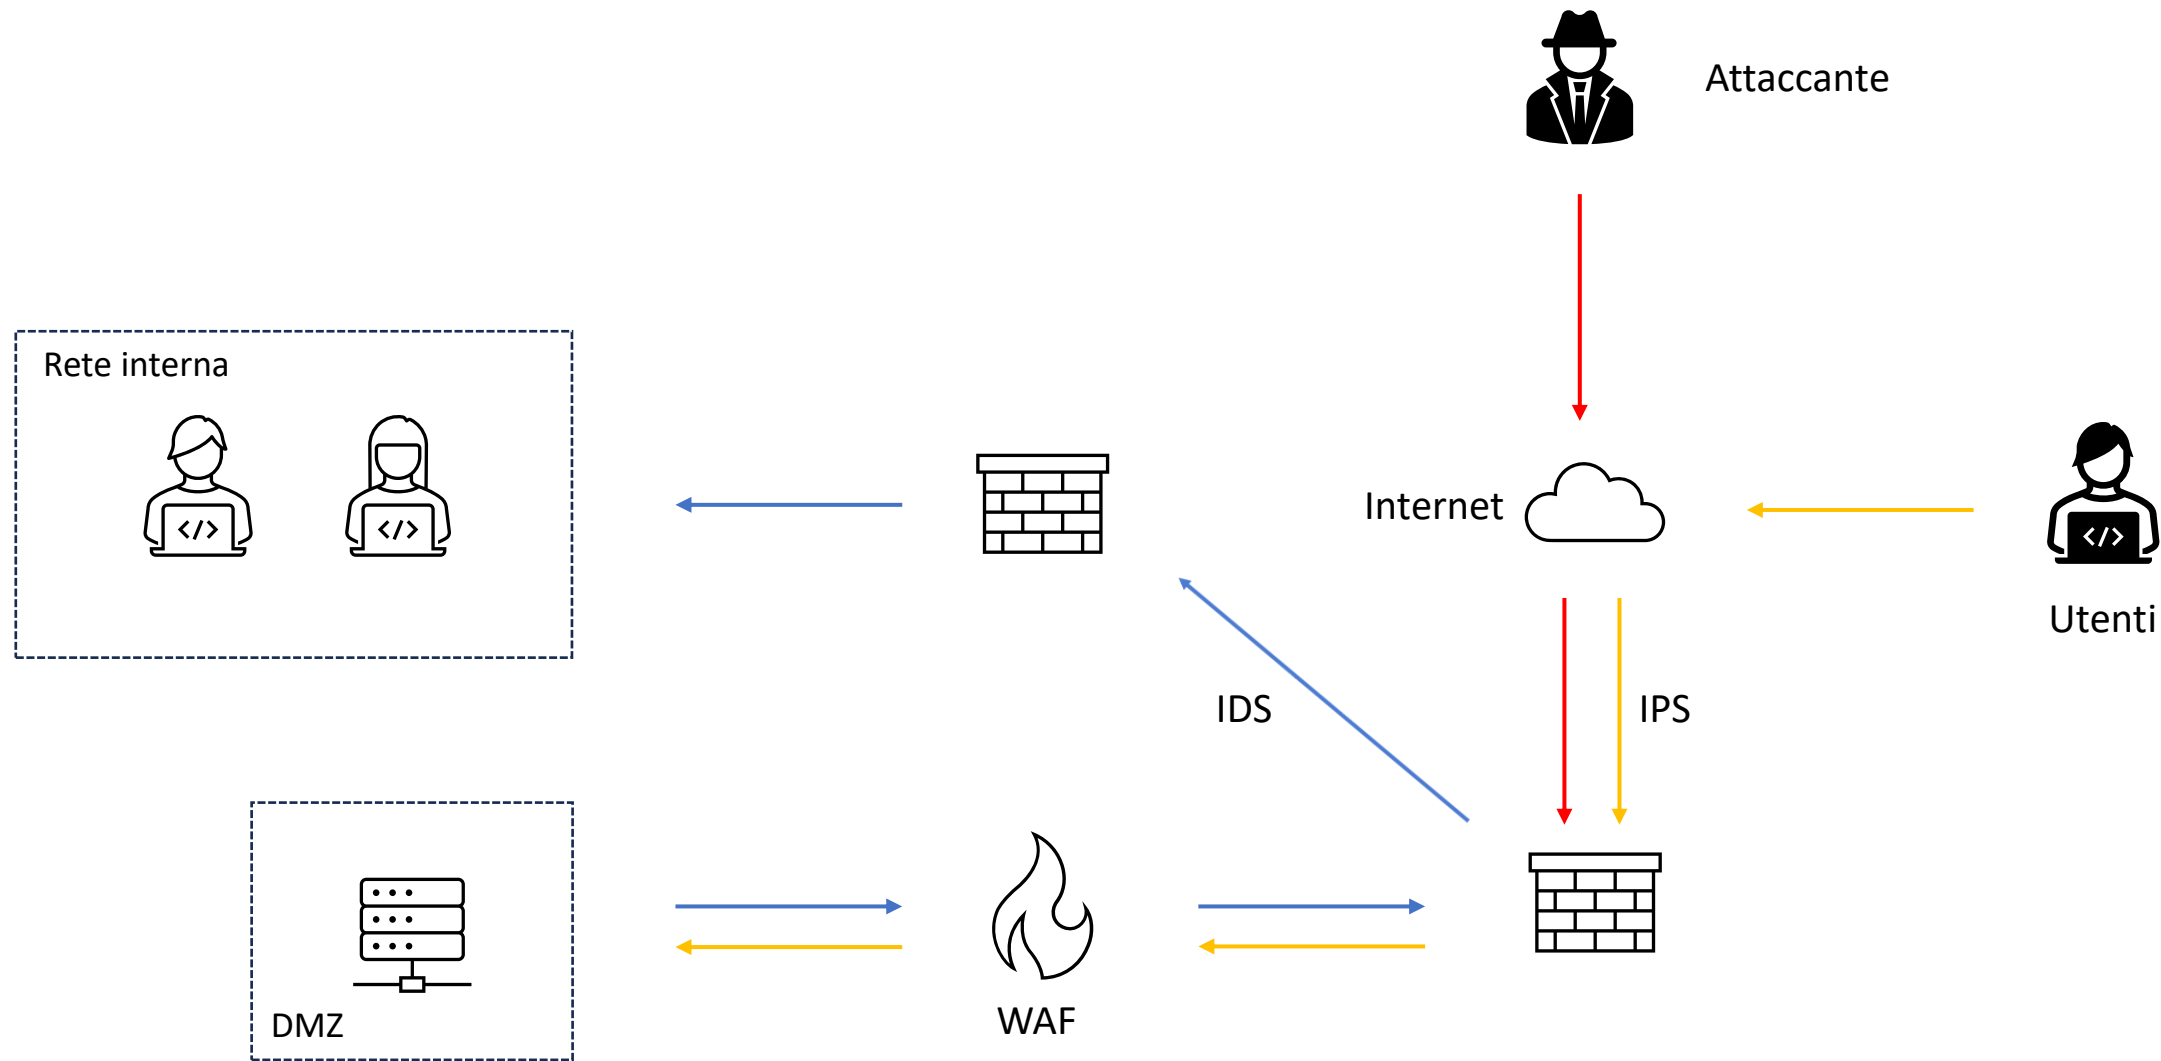 Attaccante
Rete interna
</>
</>
Internet
</>
Utenti
IDS
IPS
DMZ
WAF